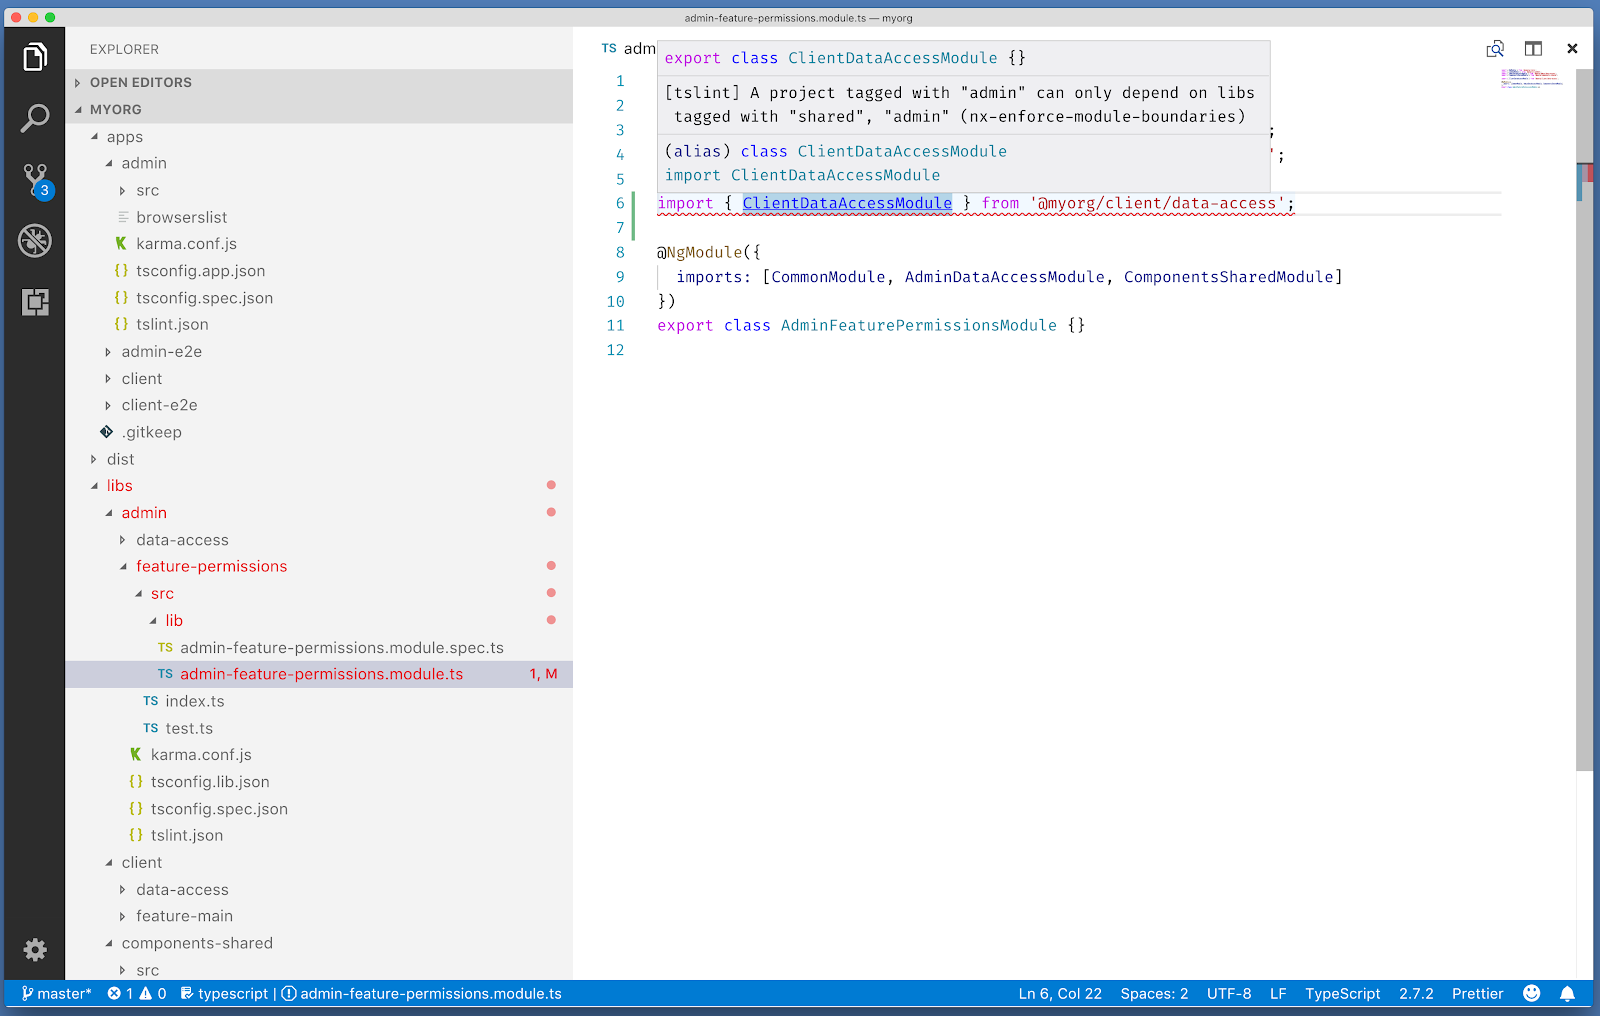 admin-feature-permissions.module.ts — myorg
EXPLORER
OPEN EDITORS
MYORG
apps
admin
src
browserslist
karma.conf.js
{} tsconfig.app.json
{} tsconfig.spec.json
{} tslint.json
admin-e2e
client
client-e2e
.gitkeep
dist
libs
admin
data-access
feature-permissions
src
lib
TS admin-feature-permissions.module.spec.ts
TS admin-feature-permissions.module.ts 1, M
TS index.ts
TS test.ts
karma.conf.js
{} tsconfig.lib.json
{} tsconfig.spec.json
{} tslint.json
client
data-access
feature-main
components-shared
src
3
TS adm
export class ClientDataAccessModule {}
[tslint] A project tagged with "admin" can only depend on libs
tagged with "shared", "admin" (nx-enforce-module-boundaries)
(alias) class ClientDataAccessModule
import ClientDataAccessModule
1
2
3 ;
4 ';
5
6 import { ClientDataAccessModule } from '@myorg/client/data-access';
7
8 @NgModule({
9 imports: [CommonModule, AdminDataAccessModule, ComponentsSharedModule]
10 })
11 export class AdminFeaturePermissionsModule {}
12
master* 1 0 typescript | admin-feature-permissions.module.ts Ln 6, Col 22 Spaces: 2 UTF-8 LF TypeScript 2.7.2 Prettier